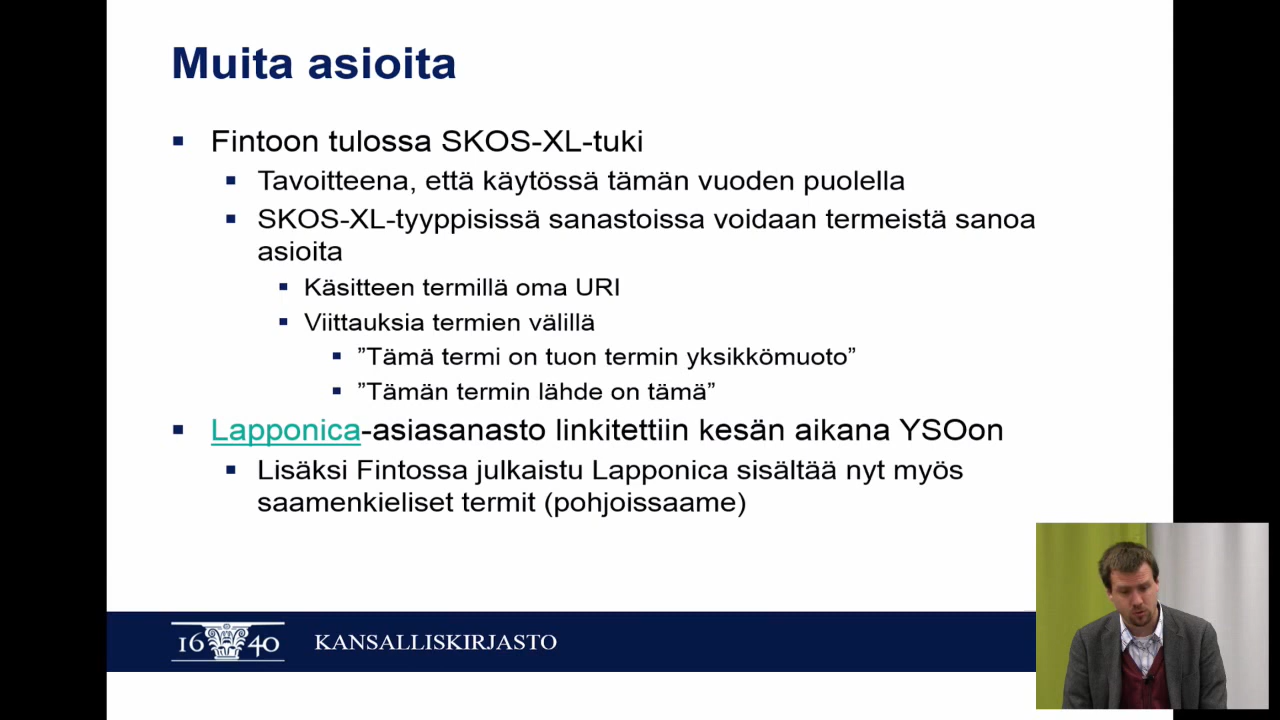 Muita asioita
Fintoon tulossa SKOS-XL-tuki
Tavoitteena, että käytössä tämän vuoden puolella
SKOS-XL-tyyppisissä sanastoissa voidaan termeistä sanoa
asioita
Käsitteen termillä oma URI
Viittauksia termien välillä
”Tämä termi on tuon termin yksikkömuoto”
”Tämän termin lähde on tämä”
Lapponica-asiasanasto linkitettiin kesän aikana YSOon
Lisäksi Fintossa julkaistu Lapponica sisältää nyt myös
saamenkieliset termit (pohjoissaame)
1640 KANSALLISKIRJASTO